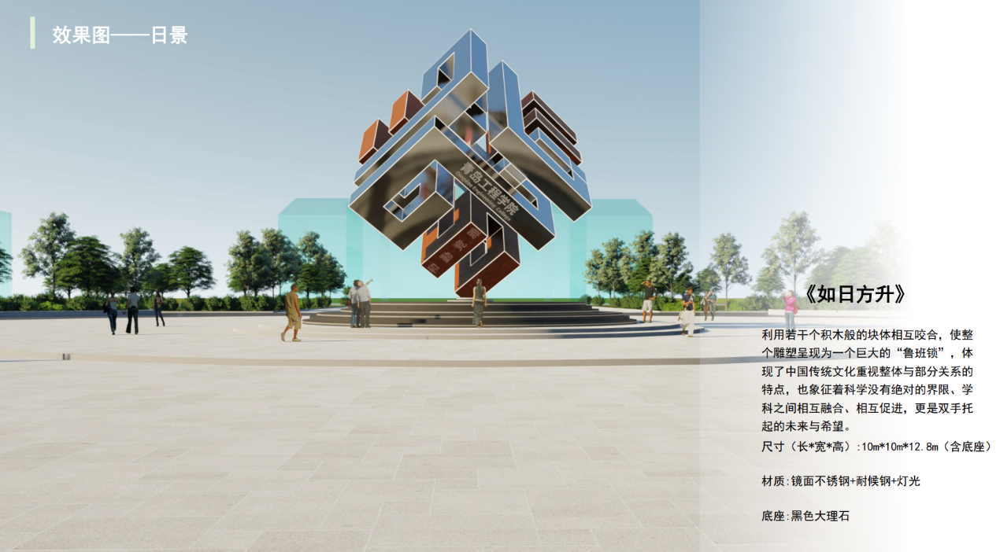 效果图——日景
青岛工程学院
Qingdao Engineering College
《如日方升》
利用若干个积木般的块体相互咬合，使整
个雕塑呈现为一个巨大的“鲁班锁”，体
现了中国传统文化重视整体与部分关系的
特点，也象征着科学没有绝对的界限、学
科之间相互融合、相互促进，更是双手托
起的未来与希望。
尺寸（长*宽*高）:10m*10m*12.8m（含底座）
材质:镜面不锈钢+耐候钢+灯光
底座:黑色大理石